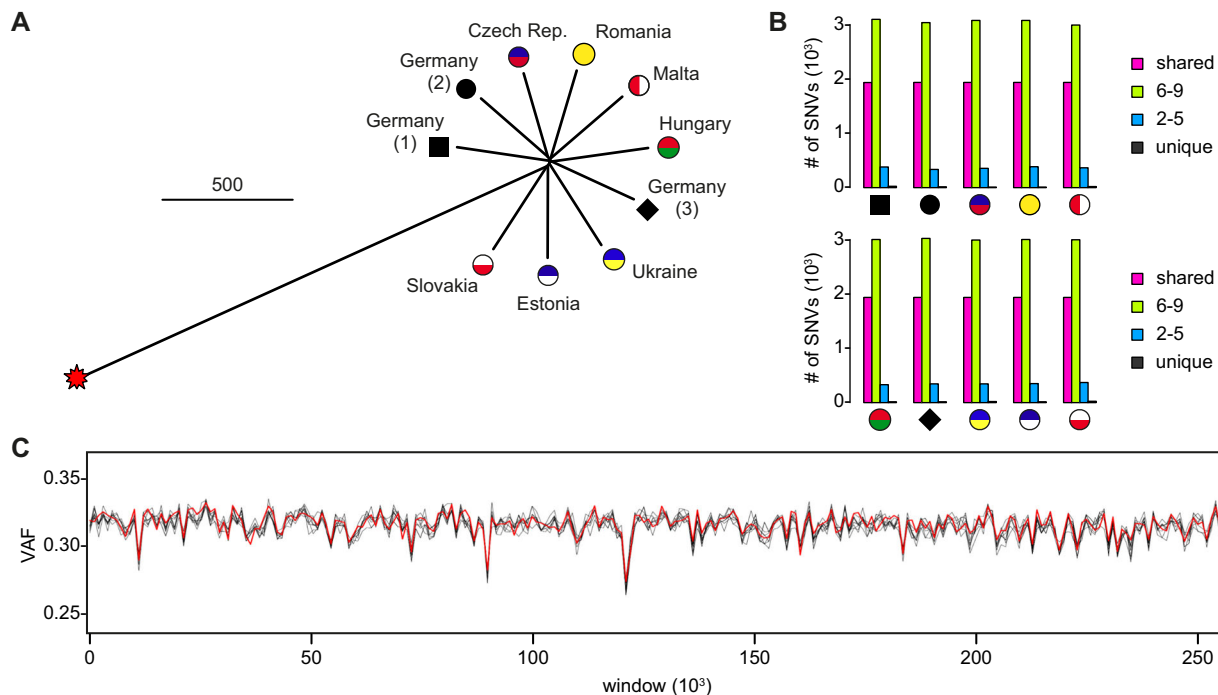 A
Czech Rep.
Romania
Germany
(2)
Malta
Germany
(1)
Hungary
500
Germany
(3)
Slovakia
Estonia
Ukraine
B
# of SNVs (10³)
3
2
1
0
shared
6-9
2-5
unique
# of SNVs (10³)
3
2
1
0
shared
6-9
2-5
unique
C
VAF
0.35
0.30
0.25
0
50
100
150
200
250
window (10³)